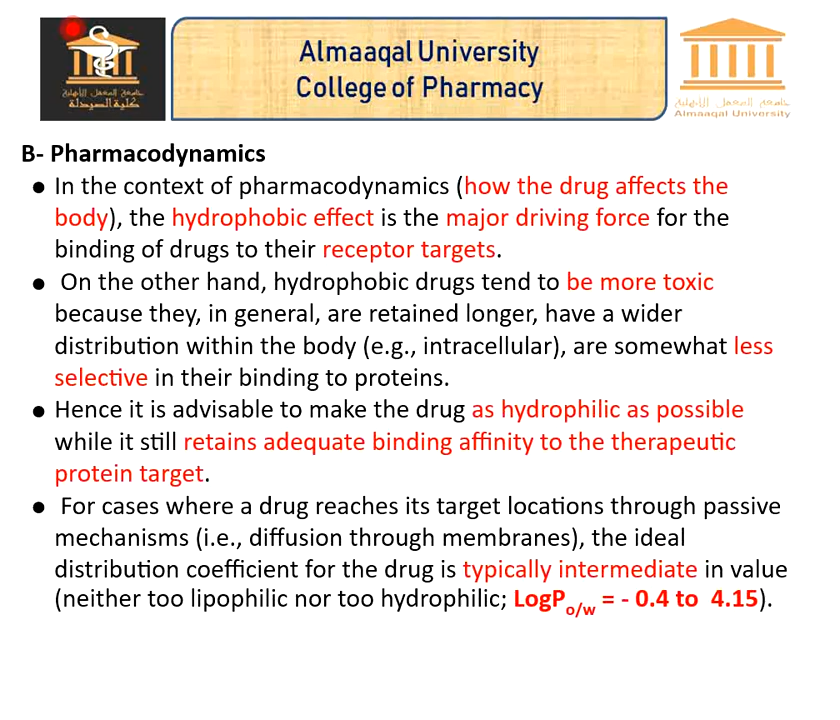 جامعة المعقل الأهلية
كلية الصيدلة
Almaaqal University
College of Pharmacy
جامعة المعقل الأهلية
Almaaqal University
B- Pharmacodynamics
● In the context of pharmacodynamics (how the drug affects the
body), the hydrophobic effect is the major driving force for the
binding of drugs to their receptor targets.
● On the other hand, hydrophobic drugs tend to be more toxic
because they, in general, are retained longer, have a wider
distribution within the body (e.g., intracellular), are somewhat less
selective in their binding to proteins.
● Hence it is advisable to make the drug as hydrophilic as possible
while it still retains adequate binding affinity to the therapeutic
protein target.
● For cases where a drug reaches its target locations through passive
mechanisms (i.e., diffusion through membranes), the ideal
distribution coefficient for the drug is typically intermediate in value
(neither too lipophilic nor too hydrophilic; LogPo/w = - 0.4 to 4.15).